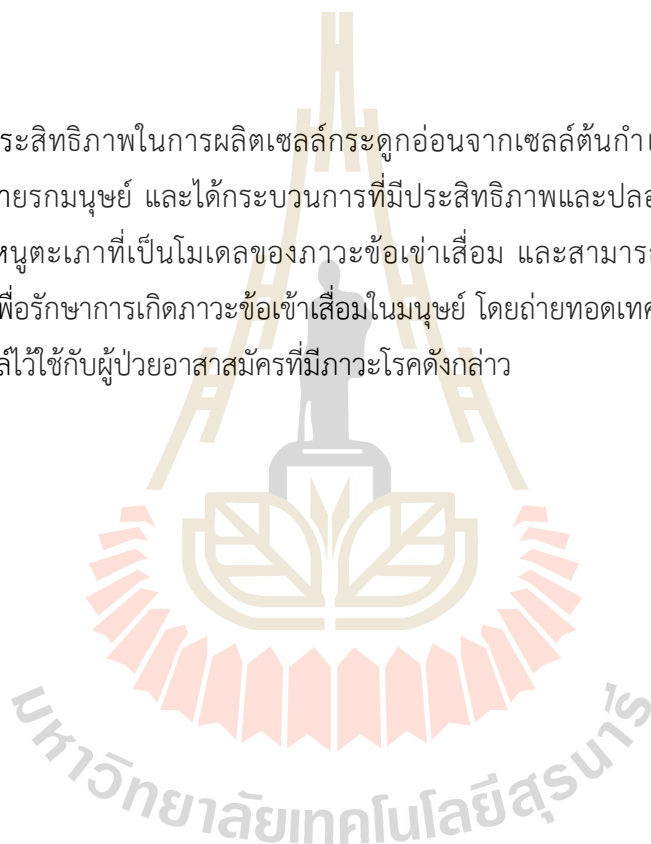 ระสิทธิภาพในการผลิตเซลล์กระดูกอ่อนจากเซลล์ต้นกำเ
ายรกมนุษย์ และได้กระบวนการที่มีประสิทธิภาพและปลอ
หนูตะเภาที่เป็นโมเดลของภาวะข้อเข่าเสื่อม และสามารถ
พื่อรักษาการเกิดภาวะข้อเข้าเสื่อมในมนุษย์ โดยถ่ายทอดเทค
ล์ไว้ใช้กับผู้ป่วยอาสาสมัครที่มีภาวะโรคดังกล่าว
มหาวิทยาลัยเทคโนโลยีสุรนารี